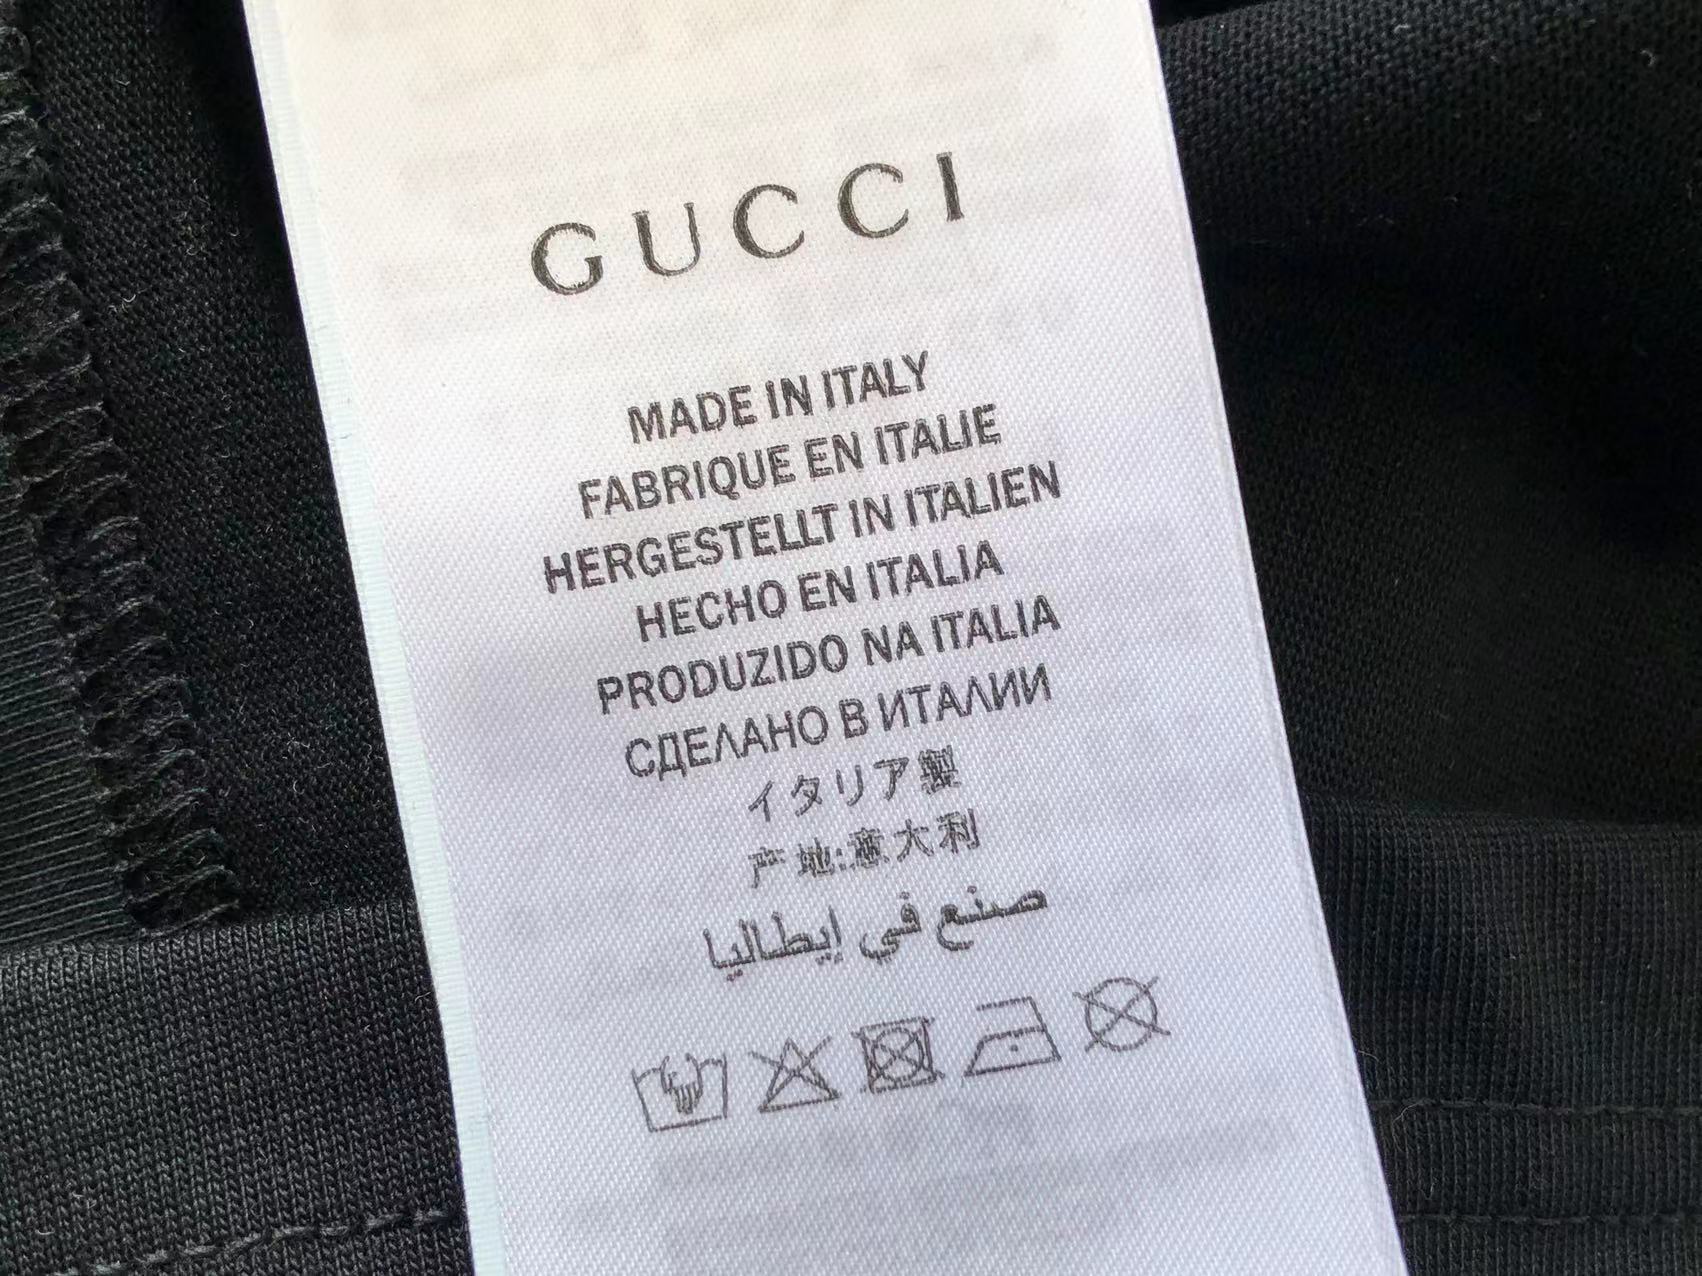 GUCCI
MADE IN ITALY
FABRIQUE EN ITALIE
HERGESTELLT IN ITALIEN
HECHO EN ITALIA
PRODUZIDO NA ITALIA
СДЕЛАНО В ИТАЛИИ
イタリア製
产地:意大利
صنع في إيطاليا